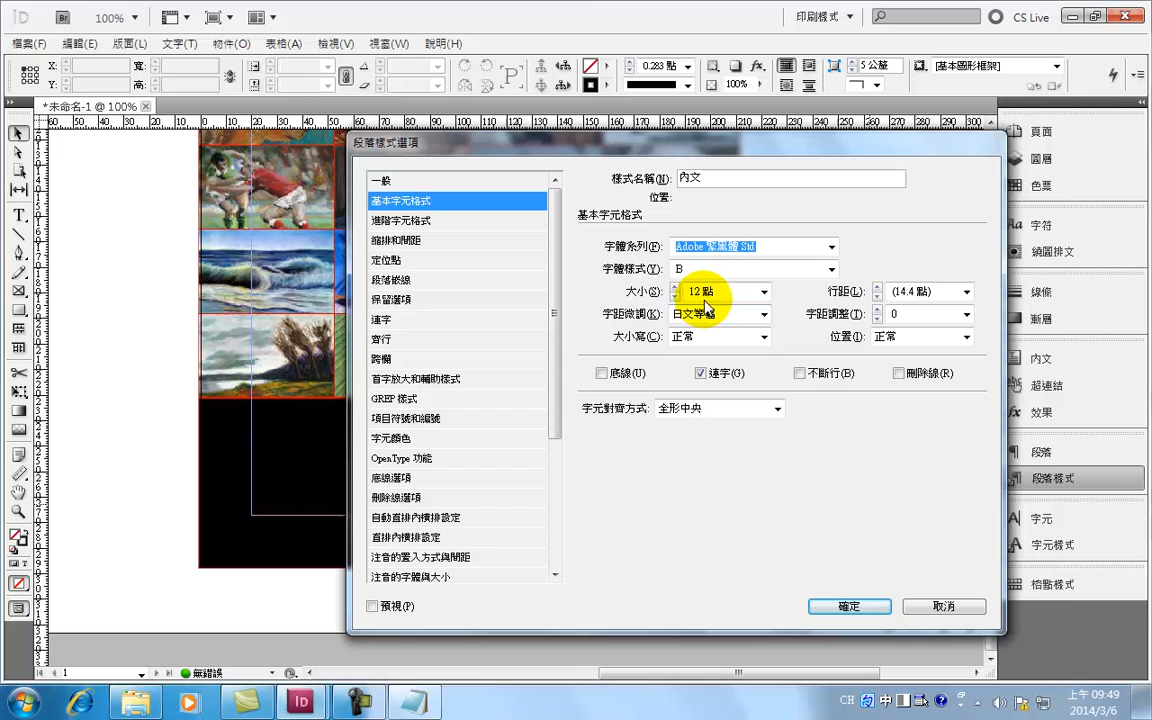 Id
Br
100%
印刷樣式
CS Live
檔案(F)
編輯(E)
版面(L)
文字(T)
物件(O)
表格(A)
檢視(V)
視窗(W)
說明(H)
X:
寬:
Y:
高:
0.283 點
fx
100%
5 公釐
[基本圖形框架]
*未命名-1 @ 100%
段落樣式選項
一般
基本字元格式
進階字元格式
縮排和間距
定位點
段落嵌線
保留選項
連字
齊行
跨欄
首字放大和輔助樣式
GREP 樣式
項目符號和編號
字元顏色
OpenType 功能
底線選項
刪除線選項
自動直排內橫排設定
直排內橫排設定
注音的置入方式與間距
注音的字體與大小
樣式名稱(N): 內文
位置:
基本字元格式
字體系列(F): Adobe 繁黑體 Std
字體樣式(Y): B
大小(S): 12 點
行距(L): (14.4 點)
字距微調(K):
字距調整(T): 0
大小寫(C): 正常
位置(I): 正常
底線(U)
連字(G)
不斷行(B)
刪除線(R)
字元對齊方式: 全形中央
預視(P)
確定
取消
頁面
圖層
色票
字符
繞圖排文
線條
漸層
內文
超連結
效果
段落
段落樣式
字元
字元樣式
格點樣式
1
無錯誤
CH
中
上午 09:49
2014/3/6